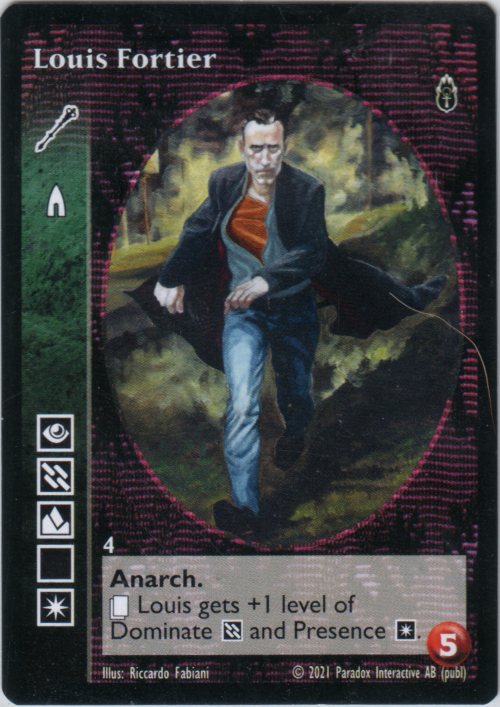 Louis Fortier
4
Anarch.
Louis gets +1 level of
Dominate and Presence .
5
Illus: Riccardo Fabiani © 2021 Paradox Interactive AB (publ)